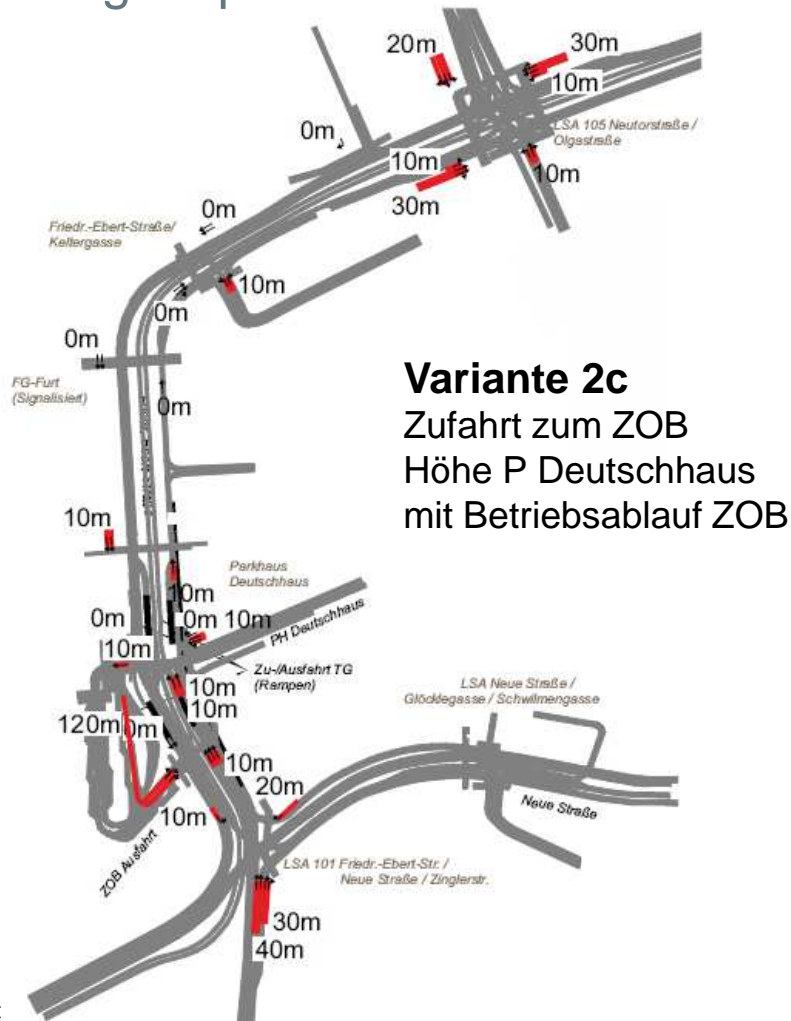 20m
30m
10m
LSA 105 Neutorstraße /
Olgastraße
0m
10m
10m
30m
0m
Friedr.-Ebert-Straße/
Keltergasse
10m
0m
0m
FG-Furt
(Signalisiert)
0m
Variante 2c
Zufahrt zum ZOB
Höhe P Deutschhaus
mit Betriebsablauf ZOB
10m
Parkhaus
Deutschhaus
10m
0m
0m
10m
PH Deutschhaus
10m
Zu-/Ausfahrt TG
(Rampen)
10m
10m
LSA Neue Straße /
Glöcklegasse / Schwilmengasse
120m
0m
10m
20m
10m
Neue Straße
ZOB Ausfahrt
LSA 101 Friedr.-Ebert-Str. /
Neue Straße / Zinglerstr.
30m
40m